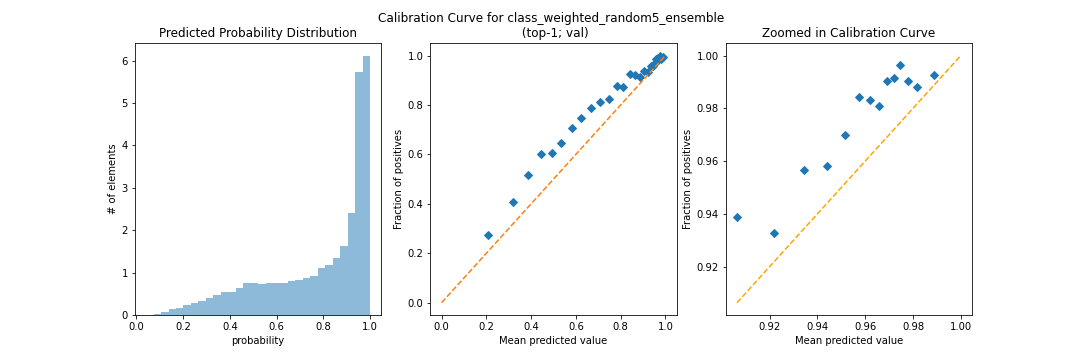 Calibration Curve for class_weighted_random5_ensemble
(top-1; val)
Predicted Probability Distribution
Zoomed in Calibration Curve
# of elements
6
5
4
3
2
1
0
0.0 0.2 0.4 0.6 0.8 1.0
probability
Fraction of positives
1.0
0.8
0.6
0.4
0.2
0.0
0.0 0.2 0.4 0.6 0.8 1.0
Mean predicted value
Fraction of positives
1.00
0.98
0.96
0.94
0.92
0.92 0.94 0.96 0.98 1.00
Mean predicted value